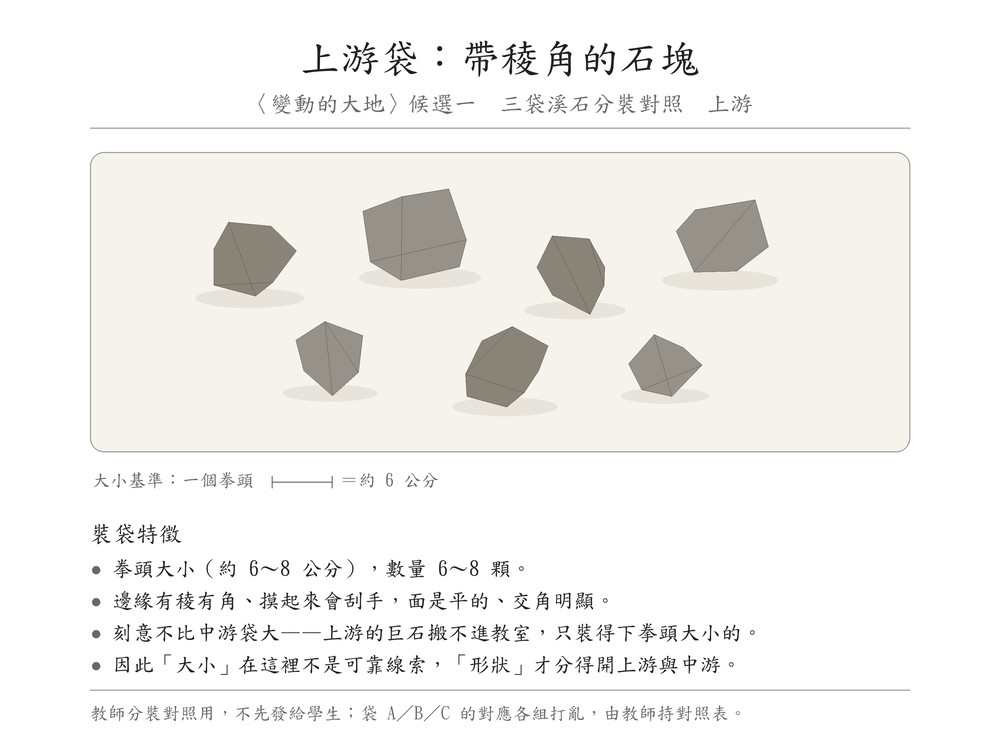 上游袋：帶稜角的石塊
〈變動的大地〉候選一　三袋溪石分裝對照　上游
大小基準：一個拳頭 ＝約 6 公分
裝袋特徵
● 拳頭大小（約 6～8 公分），數量 6～8 顆。
● 邊緣有稜有角、摸起來會刮手，面是平的、交角明顯。
● 刻意不比中游袋大——上游的巨石搬不進教室，只裝得下拳頭大小的。
● 因此「大小」在這裡不是可靠線索，「形狀」才分得開上游與中游。
教師分裝對照用，不先發給學生；袋 A／B／C 的對應各組打亂，由教師持對照表。